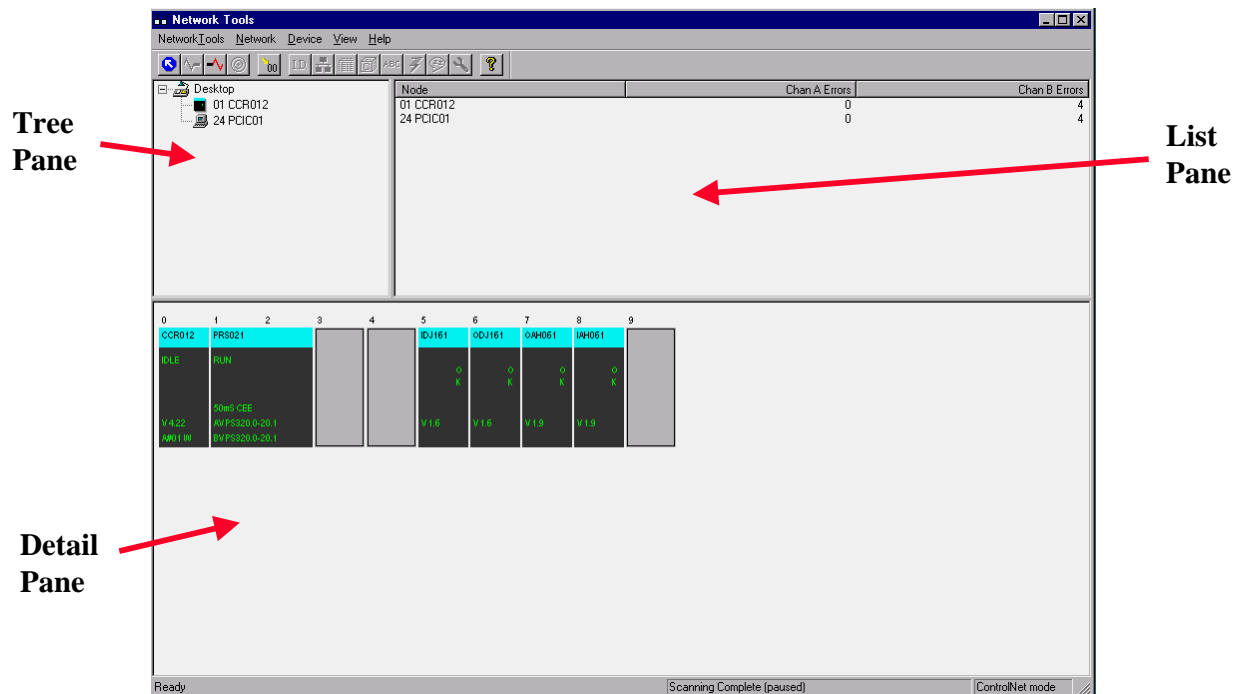 Network Tools
NetworkTools Network Device View Help
00 ID ABC ?
Desktop
01 CCR012
24 PCIC01
Node Chan A Errors Chan B Errors
01 CCR012 0 4
24 PCIC01 0 4
Tree
Pane
List
Pane
0 1 2 3 4 5 6 7 8 9
CCR012 PRS021 IDJ161 ODJ161 OAH061 IAH061
IDLE RUN
O O O O
K K K K
50mS CEE
V 4.22 AVPS320.0-20.1 V 1.6 V 1.6 V 1.9 V 1.9
BVPS320.0-20.1
Detail
Pane
Ready Scanning Complete (paused) ControlNet mode